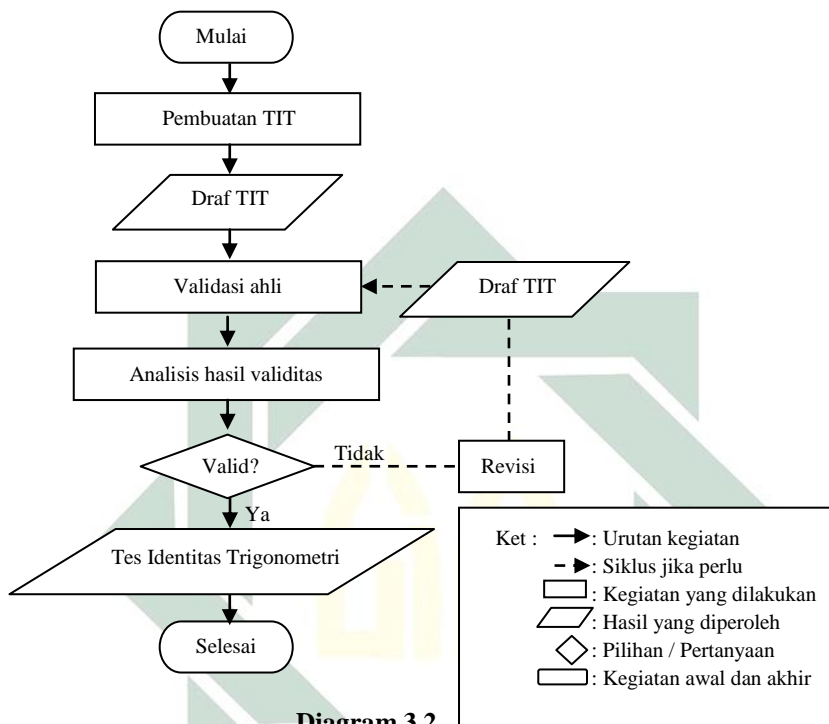 Mulai
Pembuatan TIT
Draf TIT
Validasi ahli
Draf TIT
Analisis hasil validitas
Valid?
Tidak
Revisi
Ya
Tes Identitas Trigonometri
Selesai
Ket : : Urutan kegiatan
: Siklus jika perlu
: Kegiatan yang dilakukan
: Hasil yang diperoleh
: Pilihan / Pertanyaan
: Kegiatan awal dan akhir
Diagram 3.2